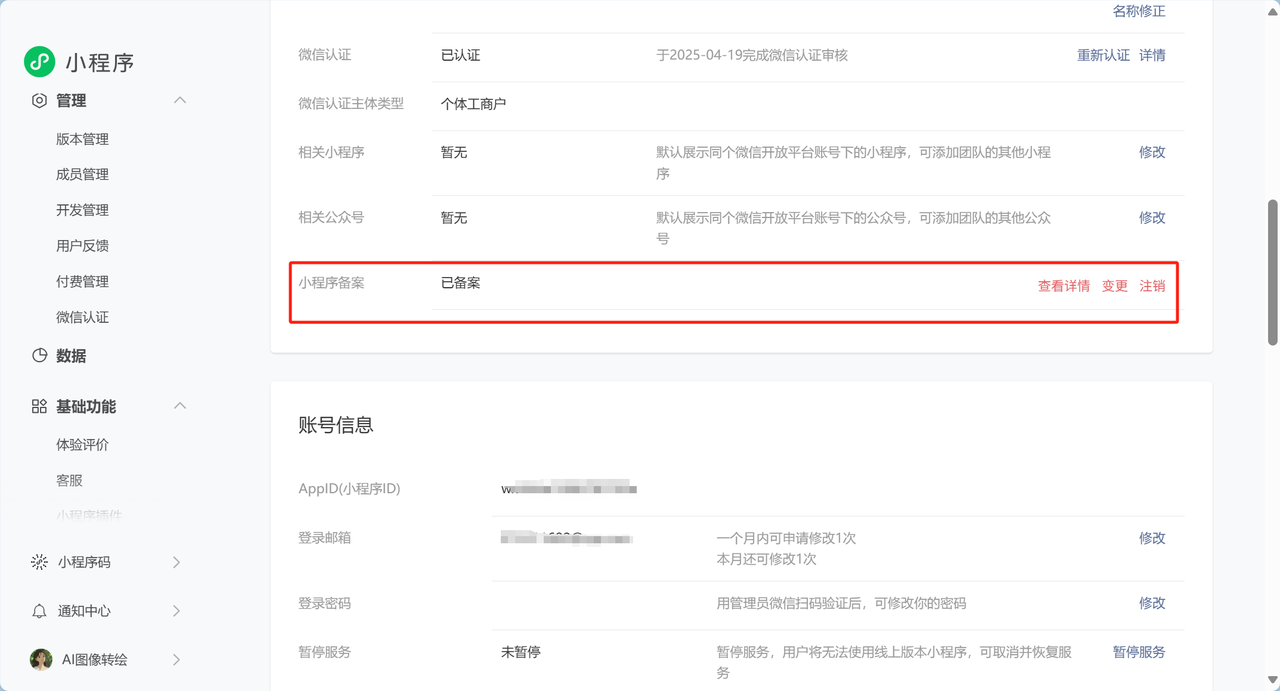 小程序
管理
版本管理
成员管理
开发管理
用户反馈
付费管理
微信认证
数据
基础功能
体验评价
客服
小程序插件
小程序码
通知中心
AI图像转绘
名称修正
微信认证 已认证 于2025-04-19完成微信认证审核 重新认证 详情
微信认证主体类型 个体工商户
相关小程序 暂无 默认展示同个微信开放平台账号下的小程序，可添加团队的其他小程 修改
序
相关公众号 暂无 默认展示同个微信开放平台账号下的公众号，可添加团队的其他公众 修改
号
小程序备案 已备案 查看详情 变更 注销
账号信息
AppID(小程序ID)
登录邮箱 一个月内可申请修改1次 修改
本月还可修改1次
登录密码 用管理员微信扫码验证后，可修改你的密码 修改
暂停服务 未暂停 暂停服务，用户将无法使用线上版本小程序，可取消并恢复服 暂停服务
务